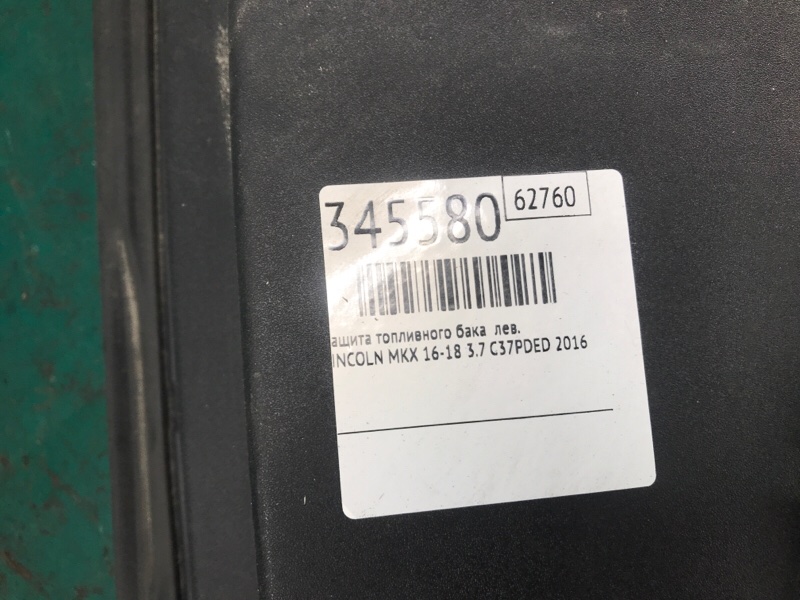 345580
62760
ащита топливного бака лев.
INCOLN MKX 16-18 3.7 C37PDED 2016